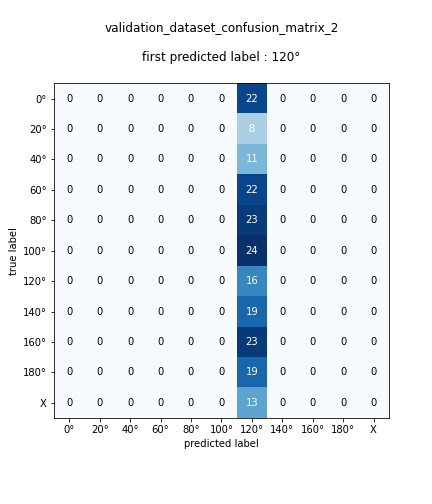 validation_dataset_confusion_matrix_2
first predicted label : 120°
0° 0 0 0 0 0 0 22 0 0 0 0
20° 0 0 0 0 0 0 8 0 0 0 0
40° 0 0 0 0 0 0 11 0 0 0 0
60° 0 0 0 0 0 0 22 0 0 0 0
80° 0 0 0 0 0 0 23 0 0 0 0
100° 0 0 0 0 0 0 24 0 0 0 0
120° 0 0 0 0 0 0 16 0 0 0 0
140° 0 0 0 0 0 0 19 0 0 0 0
160° 0 0 0 0 0 0 23 0 0 0 0
180° 0 0 0 0 0 0 19 0 0 0 0
X 0 0 0 0 0 0 13 0 0 0 0
true label
0° 20° 40° 60° 80° 100° 120° 140° 160° 180° X
predicted label